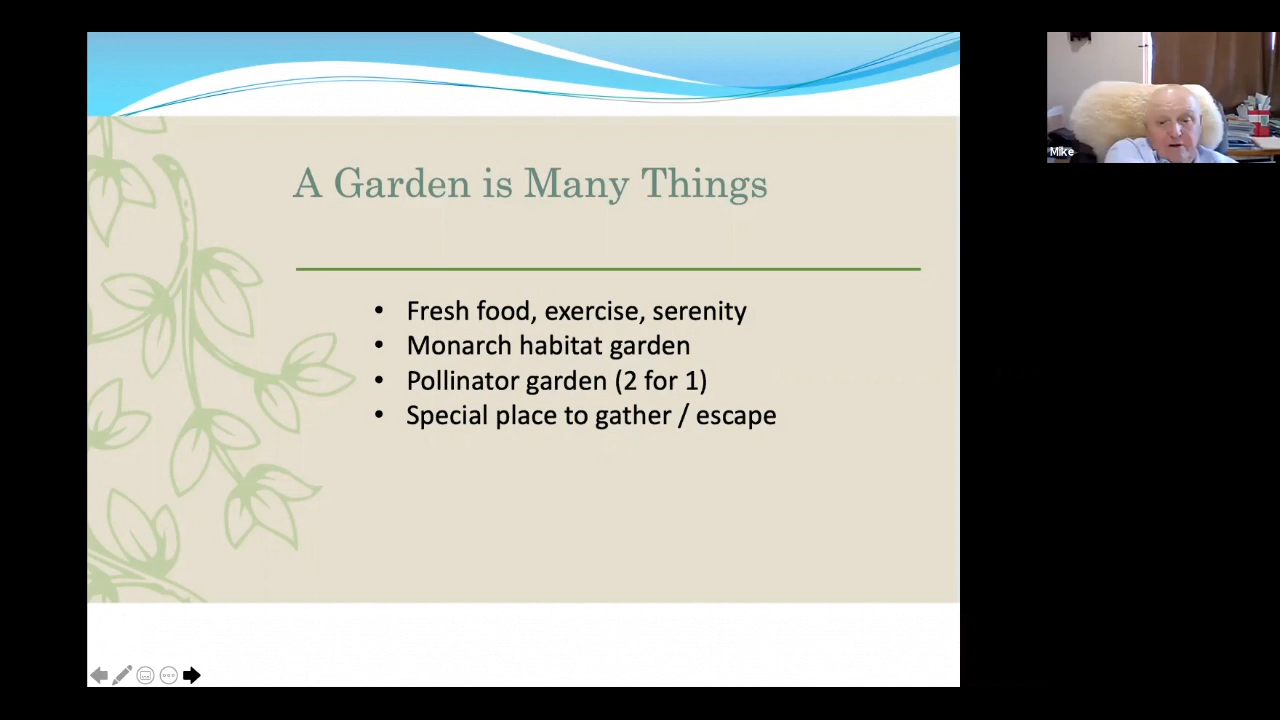 A Garden is Many Things
• Fresh food, exercise, serenity
• Monarch habitat garden
• Pollinator garden (2 for 1)
• Special place to gather / escape
Mike